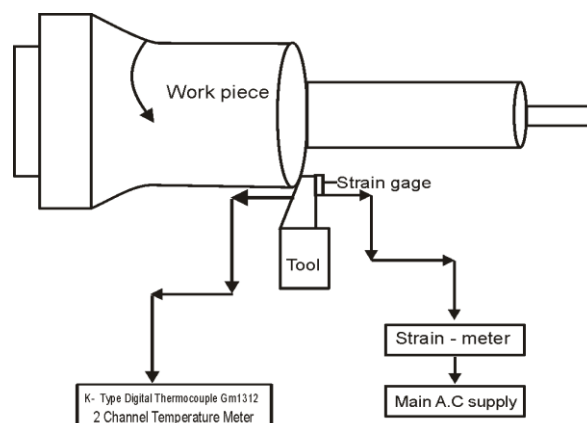 Work piece
Strain gage
Tool
Strain - meter
K- Type Digital Thermocouple Gm1312
2 Channel Temperature Meter
Main A.C supply